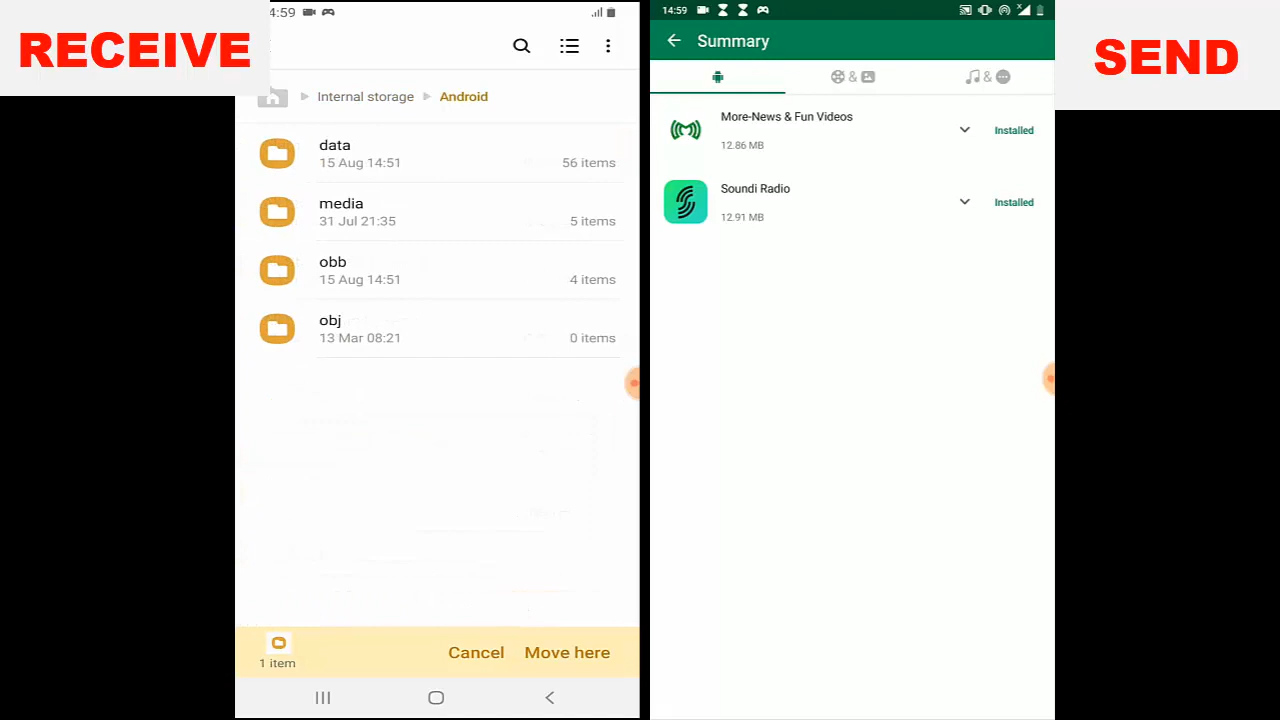 RECEIVE
4:59
Internal storage
Android
data
15 Aug 14:51
56 items
media
31 Jul 21:35
5 items
obb
15 Aug 14:51
4 items
obj
13 Mar 08:21
0 items
1 item
Cancel
Move here
14:59
Summary
&
&
More-News & Fun Videos
12.86 MB
Installed
Soundi Radio
12.91 MB
Installed
SEND